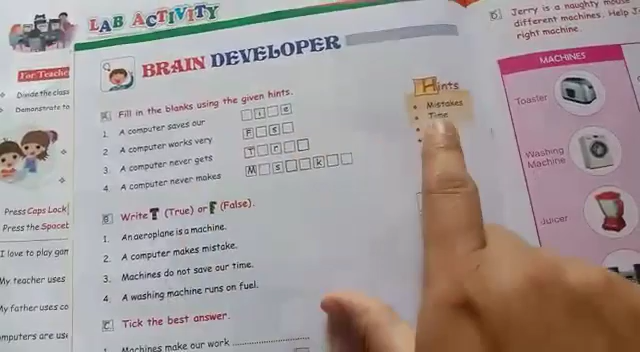 LAB ACTIVITY
For Teache
Divide the class
Demonstrate to
Press Caps Lock
Press the Spaceb
I love to play gam
My teacher uses
My father uses co
mputers are us
BRAIN DEVELOPER
A. Fill in the blanks using the given hints.
1. A computer saves our □ i □ e
2. A computer works very F □ s □
3. A computer never gets T □ r □ □
4. A computer never makes M □ s □ □ k □ □
Hints
Mistakes
Time
B. Write T (True) or F (False).
1. An aeroplane is a machine.
2. A computer makes mistake.
3. Machines do not save our time.
4. A washing machine runs on fuel.
C. Tick the best answer.
1. Machines make our work
D. Jerry is a naughty mouse
different machines. Help J
right machine.
MACHINES
Toaster
Washing
Machine
Juicer